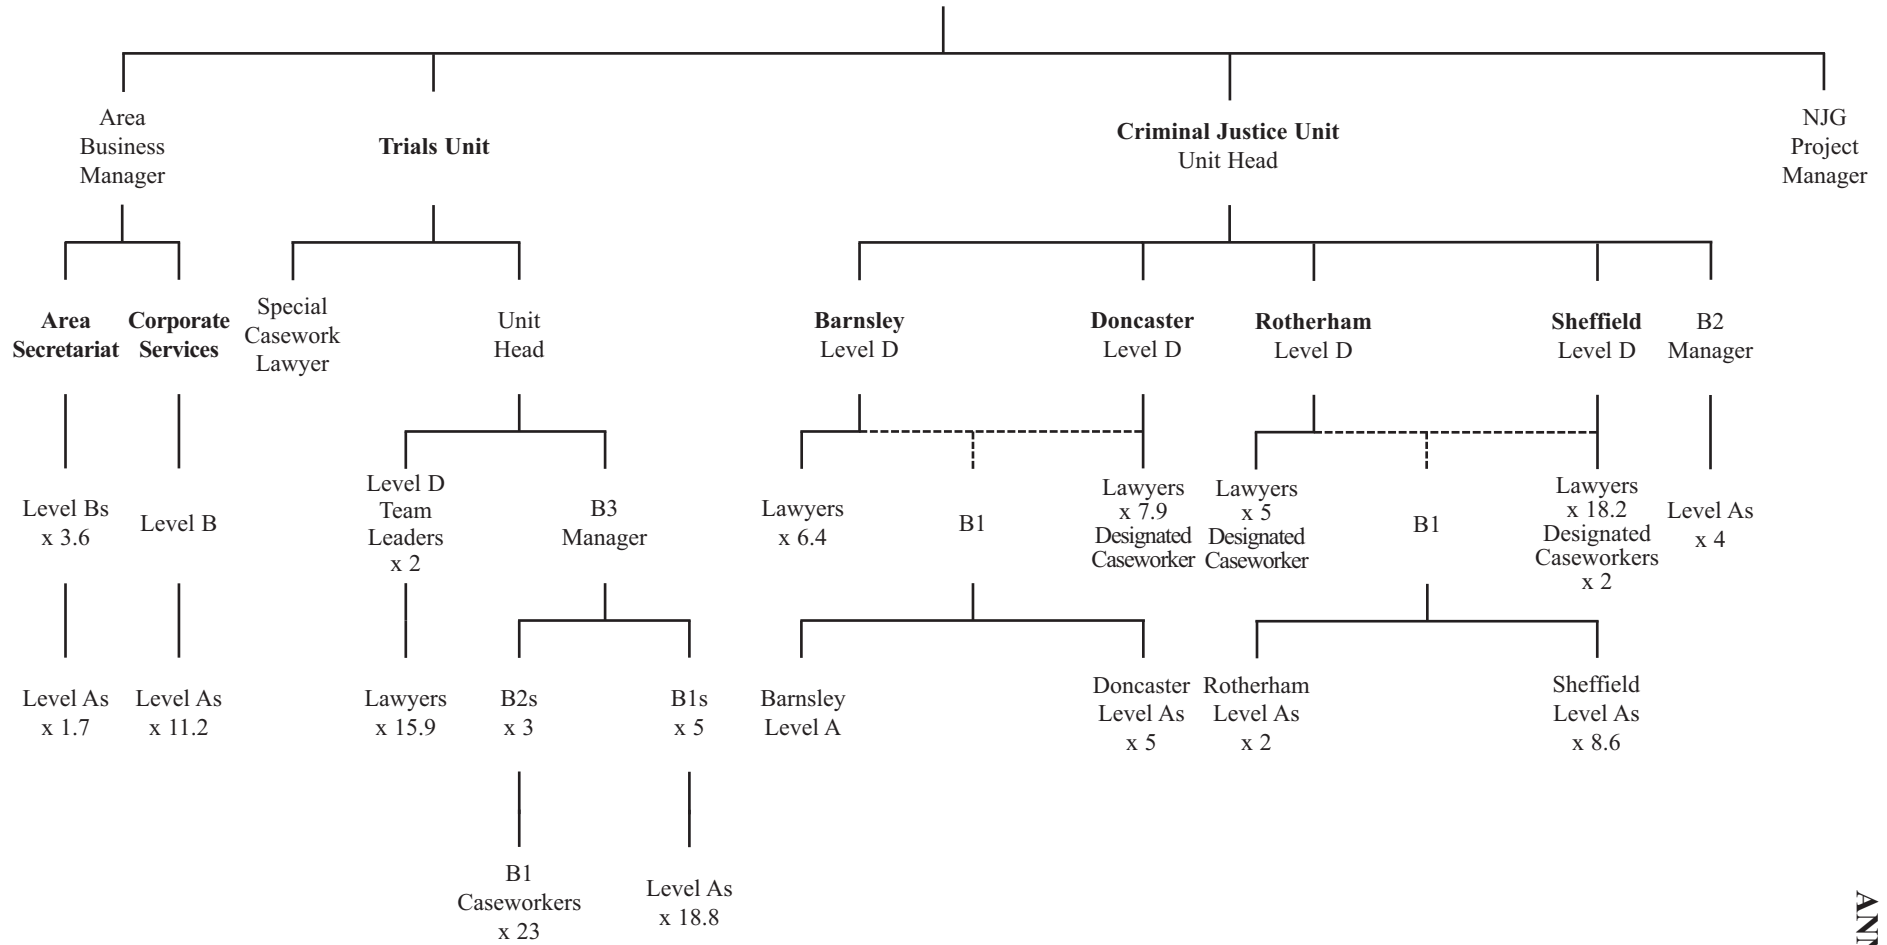 Area
Business
Manager
Trials Unit
Criminal Justice Unit
Unit Head
NJG
Project
Manager
Area
Secretariat
Corporate
Services
Special
Casework
Lawyer
Unit
Head
Barnsley
Level D
Doncaster
Level D
Rotherham
Level D
Sheffield
Level D
B2
Manager
Level Bs
x 3.6
Level B
Level D
Team
Leaders
x 2
B3
Manager
Lawyers
x 6.4
B1
Lawyers
x 7.9
Designated
Caseworker
Lawyers
x 5
Designated
Caseworker
B1
Lawyers
x 18.2
Designated
Caseworkers
x 2
Level As
x 4
Level As
x 1.7
Level As
x 11.2
Lawyers
x 15.9
B2s
x 3
B1s
x 5
Barnsley
Level A
Doncaster
Level As
x 5
Rotherham
Level As
x 2
Sheffield
Level As
x 8.6
B1
Caseworkers
x 23
Level As
x 18.8